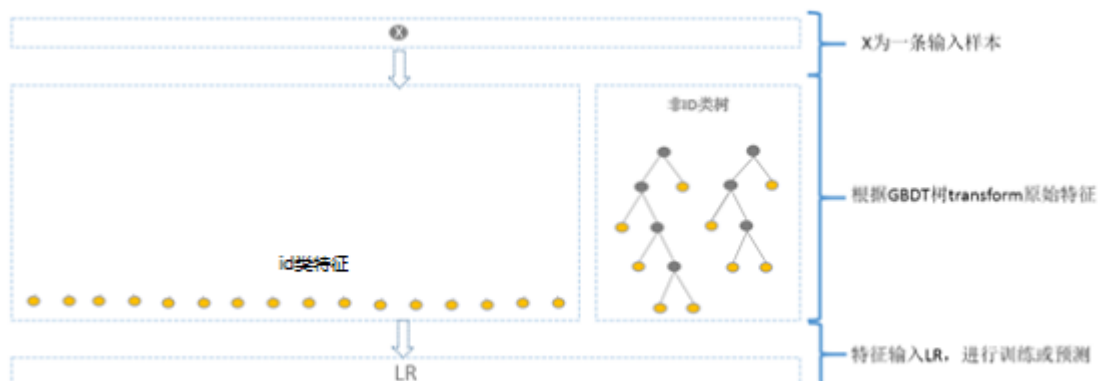 X
X为一条输入样本
非ID类树
根据GBDT树transform原始特征
id类特征
特征输入LR，进行训练或预测
LR